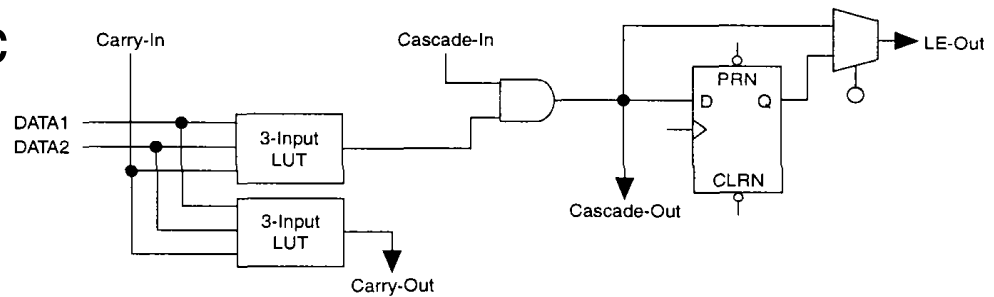 C
Carry-In
Cascade-In
LE-Out
PRN
D Q
DATA1
DATA2
3-Input
LUT
CLRN
Cascade-Out
3-Input
LUT
Carry-Out